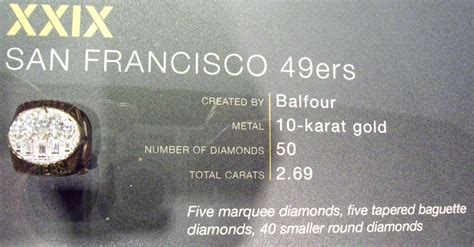 XXIX
SAN FRANCISCO 49ers
CREATED BY Balfour
METAL 10-karat gold
NUMBER OF DIAMONDS 50
TOTAL CARATS 2.69
Five marquee diamonds, five tapered baguette
diamonds, 40 smaller round diamonds